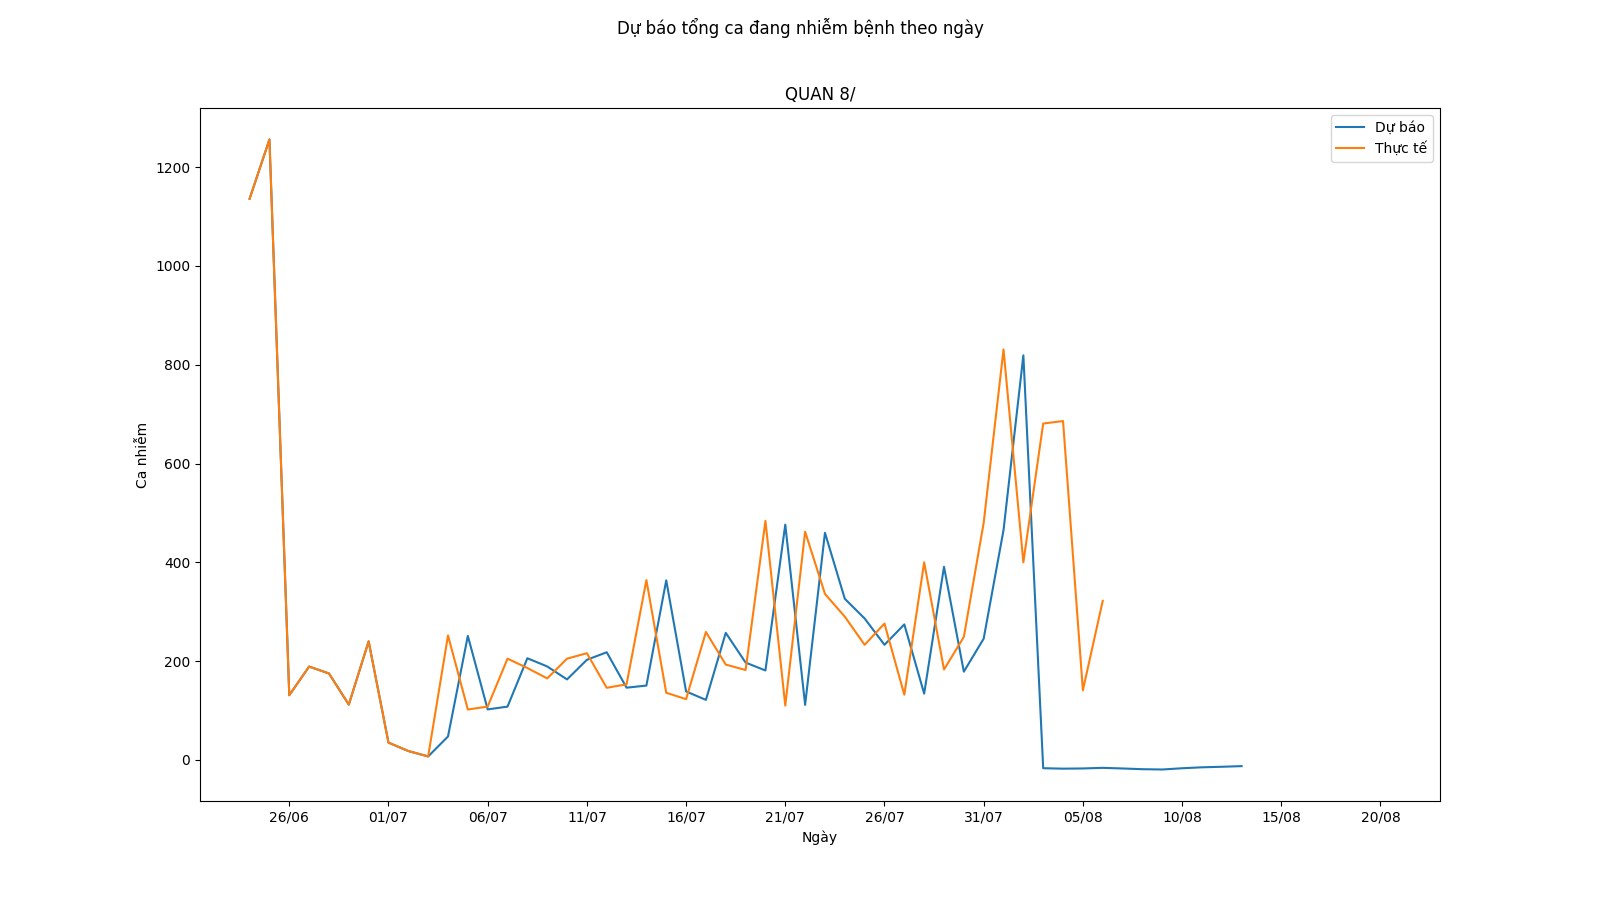 Dự báo tổng ca đang nhiễm bệnh theo ngày
QUAN 8/
Dự báo
Thực tế
1200
1000
800
600
400
200
0
Ca nhiễm
26/06 01/07 06/07 11/07 16/07 21/07 26/07 31/07 05/08 10/08 15/08 20/08
Ngày